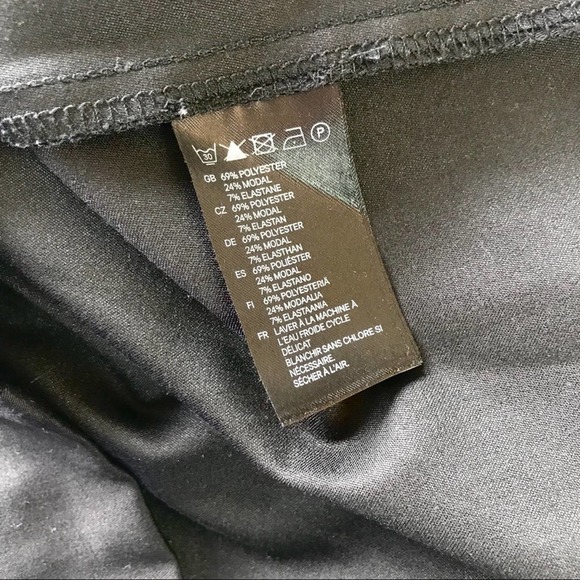 30 P
GB 69% POLYESTER
24% MODAL
7% ELASTANE
CZ 69% POLYESTER
24% MODAL
7% ELASTAN
DE 69% POLYESTER
24% MODAL
7% ELASTHAN
ES 69% POLIÉSTER
24% MODAL
7% ELASTANO
FI 69% POLYESTERIÄ
24% MODAALIA
7% ELASTAANIA
FR LAVER À LA MACHINE À
L'EAU FROIDE CYCLE
DÉLICAT
BLANCHIR SANS CHLORE SI
NÉCESSAIRE.
SÉCHER À L'AIR.